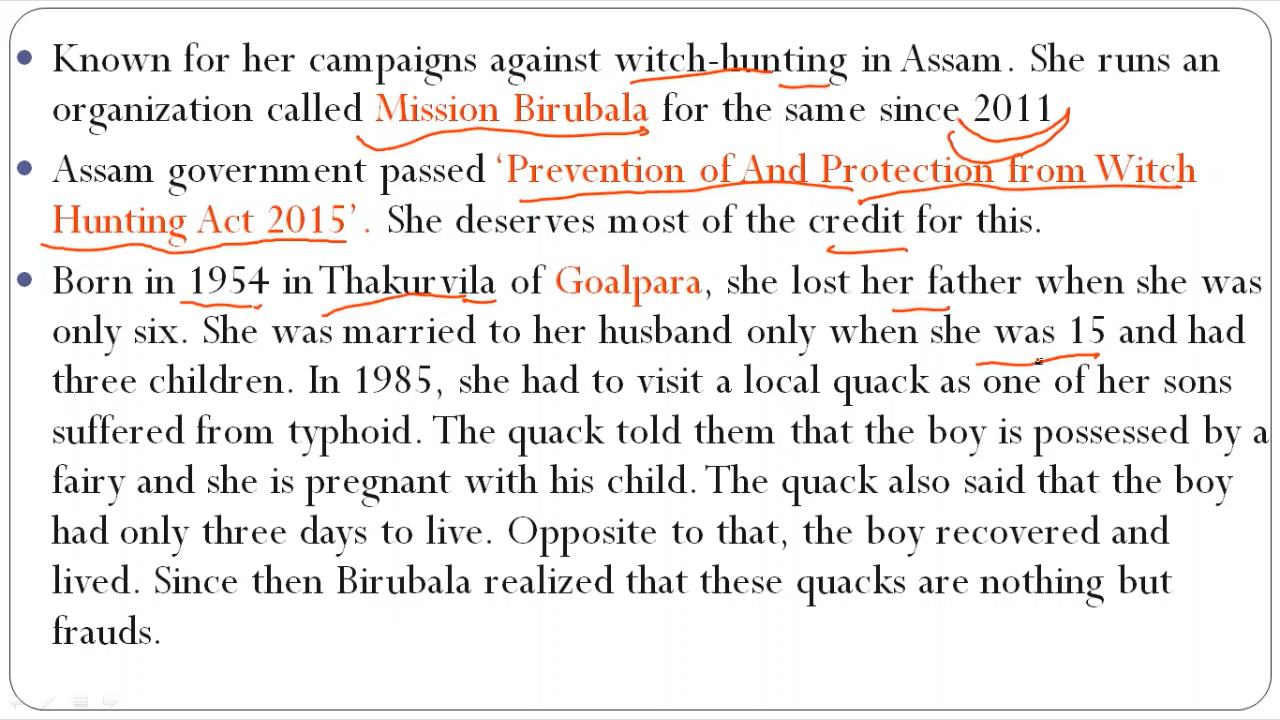 Known for her campaigns against witch-hunting in Assam. She runs an
organization called Mission Birubala for the same since 2011
Assam government passed ‘Prevention of And Protection from Witch
Hunting Act 2015’. She deserves most of the credit for this.
Born in 1954 in Thakurvila of Goalpara, she lost her father when she was
only six. She was married to her husband only when she was 15 and had
three children. In 1985, she had to visit a local quack as one of her sons
suffered from typhoid. The quack told them that the boy is possessed by a
fairy and she is pregnant with his child. The quack also said that the boy
had only three days to live. Opposite to that, the boy recovered and
lived. Since then Birubala realized that these quacks are nothing but
frauds.